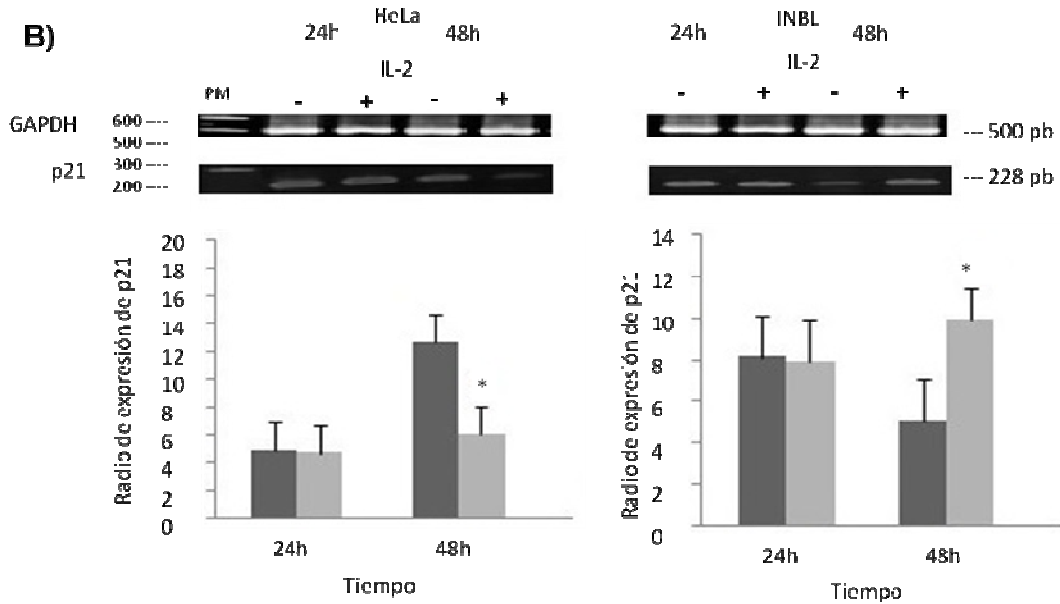 B)
HeLa
24h 48h
IL-2
PM - + - +
GAPDH 600 ----
500 ----
p21 300 ----
200 ----
INBL
24h 48h
IL-2
- + - +
--- 500 pb
--- 228 pb
Radio de expresión de p21
20
18
16
14
12
10
8
6
4
2
0
*
24h 48h
Tiempo
Radio de expresión de p21
14
12
10
8
6
4
2
0
*
24h 48h
Tiempo